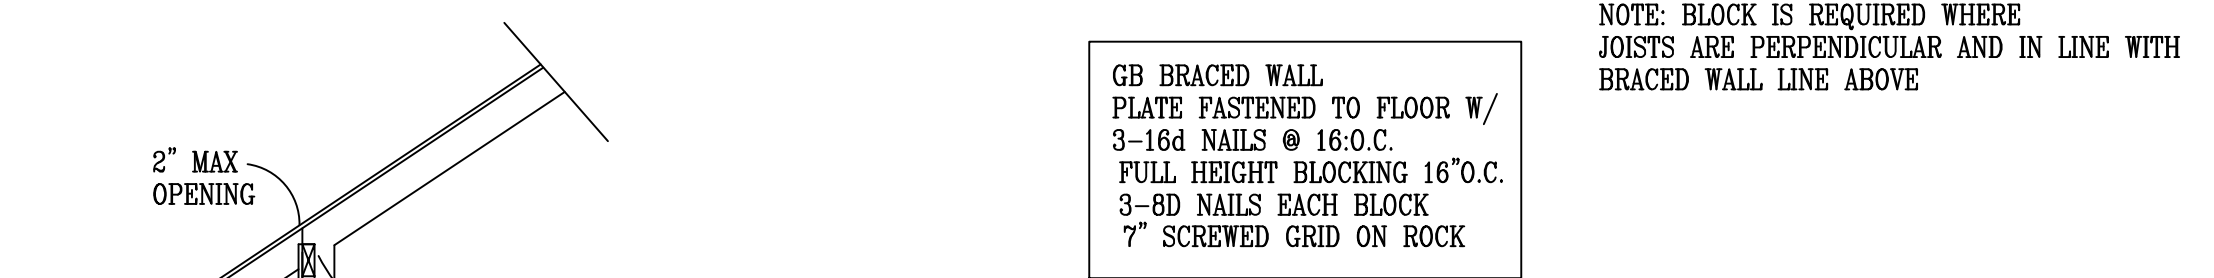 2" MAX
OPENING
GB BRACED WALL
PLATE FASTENED TO FLOOR W/
3-16d NAILS @ 16:O.C.
FULL HEIGHT BLOCKING 16"O.C.
3-8D NAILS EACH BLOCK
7" SCREWED GRID ON ROCK
NOTE: BLOCK IS REQUIRED WHERE
JOISTS ARE PERPENDICULAR AND IN LINE WITH
BRACED WALL LINE ABOVE